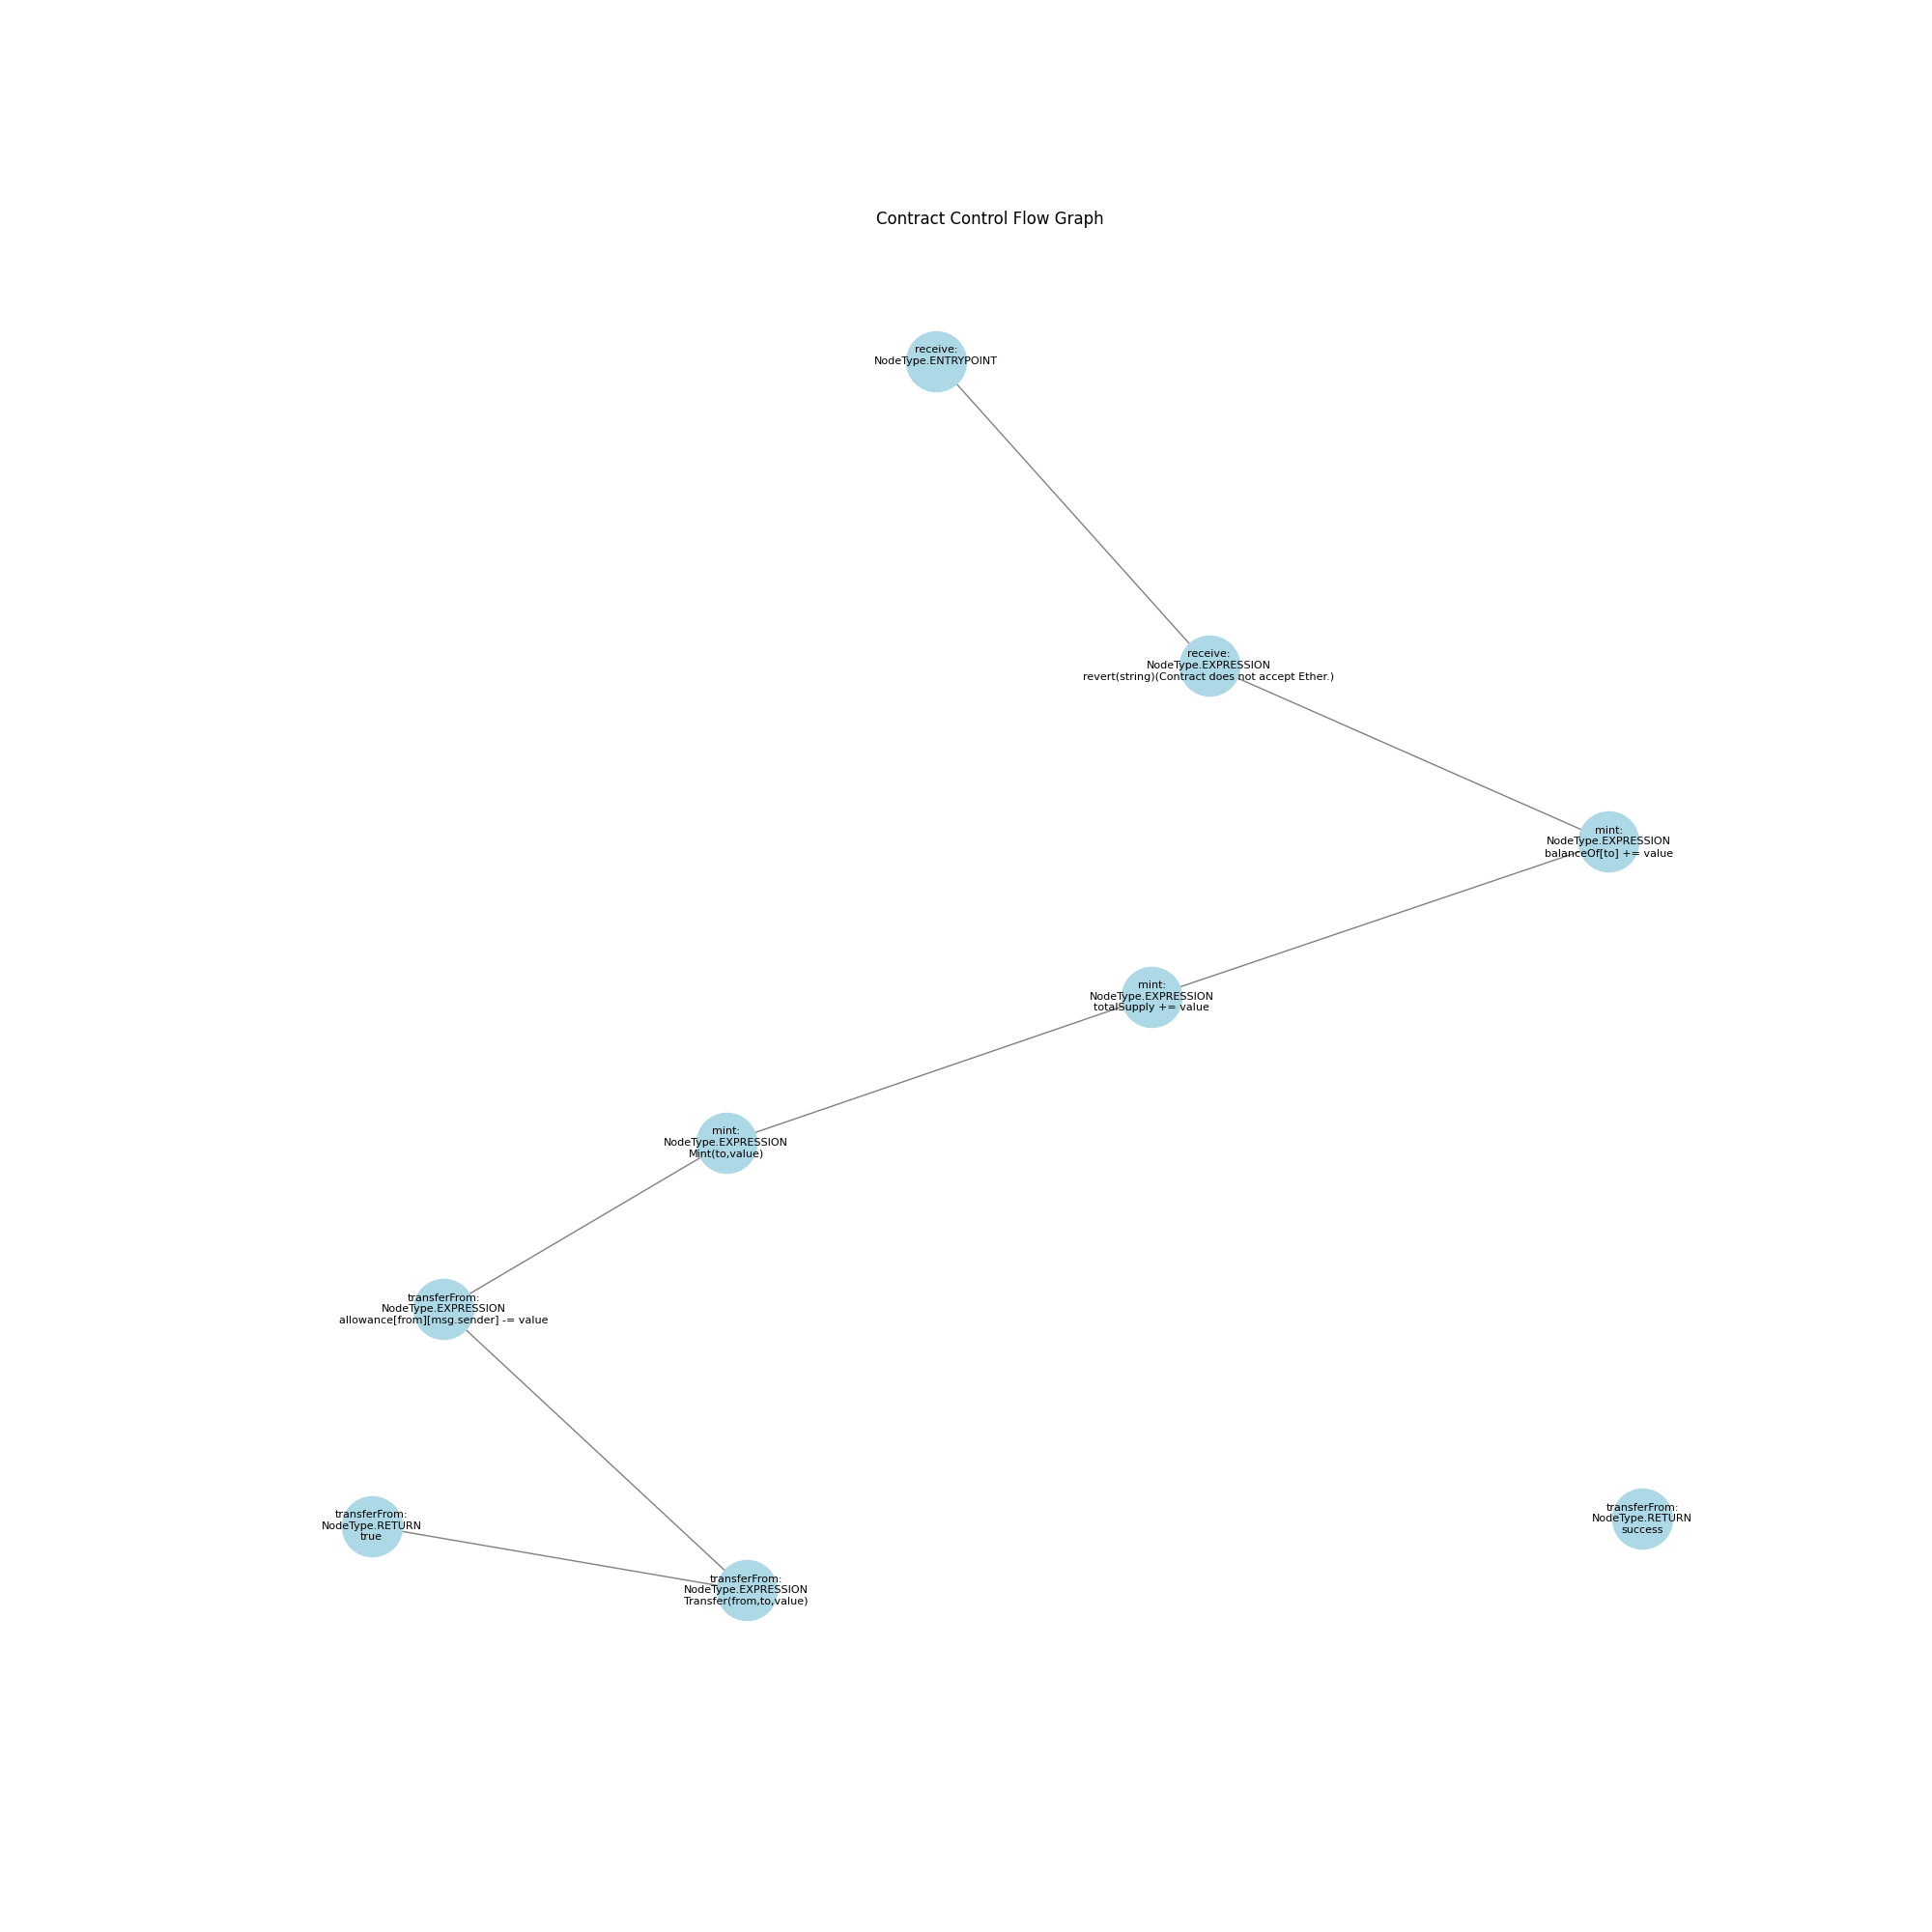 Contract Control Flow Graph
receive:
NodeType.ENTRYPOINT
receive:
NodeType.EXPRESSION
revert(string)(Contract does not accept Ether.)
mint:
NodeType.EXPRESSION
balanceOf[to] += value
mint:
NodeType.EXPRESSION
totalSupply += value
mint:
NodeType.EXPRESSION
Mint(to,value)
transferFrom:
NodeType.EXPRESSION
allowance[from][msg.sender] -= value
transferFrom:
NodeType.RETURN
true
transferFrom:
NodeType.RETURN
success
transferFrom:
NodeType.EXPRESSION
Transfer(from,to,value)